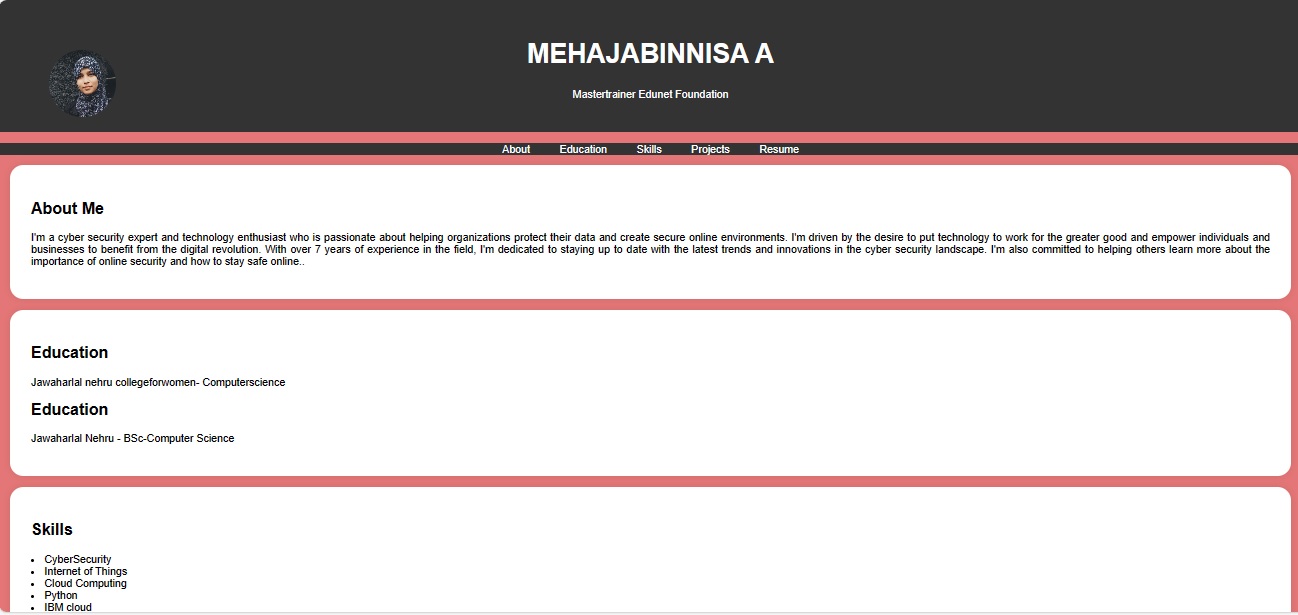 MEHAJABINNISA A
Mastertrainer Edunet Foundation
About Education Skills Projects Resume
About Me
I'm a cyber security expert and technology enthusiast who is passionate about helping organizations protect their data and create secure online environments. I'm driven by the desire to put technology to work for the greater good and empower individuals and
businesses to benefit from the digital revolution. With over 7 years of experience in the field, I'm dedicated to staying up to date with the latest trends and innovations in the cyber security landscape. I'm also committed to helping others learn more about the
importance of online security and how to stay safe online..
Education
Jawaharlal nehru collegeforwomen- Computerscience
Education
Jawaharlal Nehru - BSc-Computer Science
Skills
• CyberSecurity
• Internet of Things
• Cloud Computing
• Python
• IBM cloud